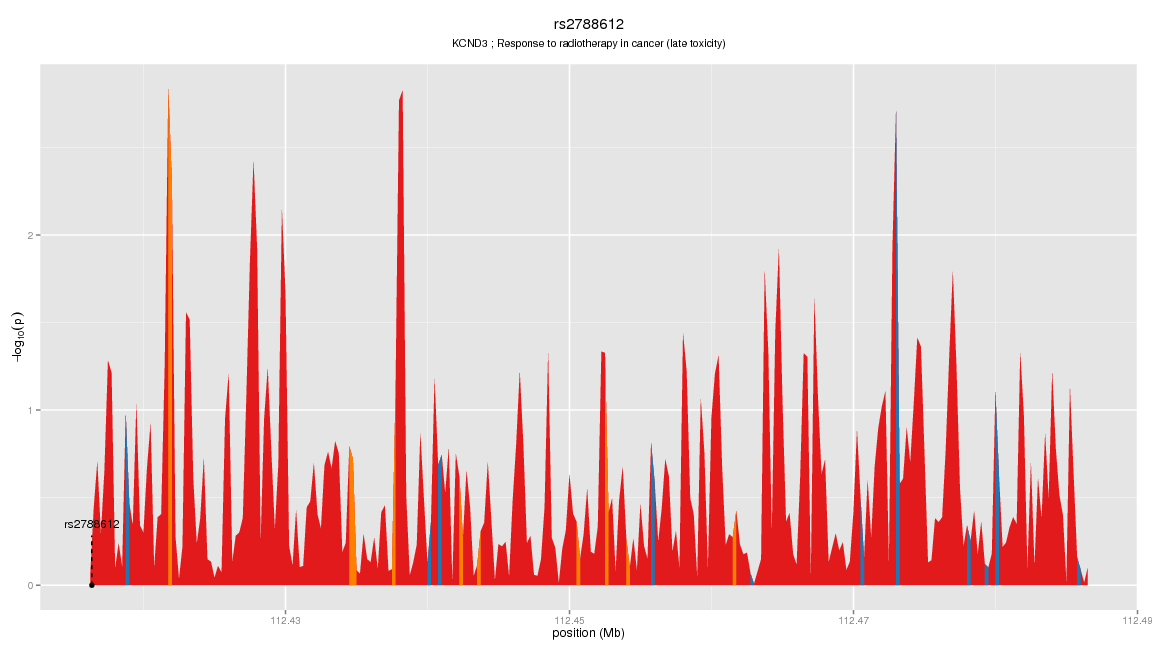 rs2788612
KCND3 ; Response to radiotherapy in cancer (late toxicity)
−log10(p)
2
1
0
rs2788612
112.43
112.45
112.47
112.49
position (Mb)